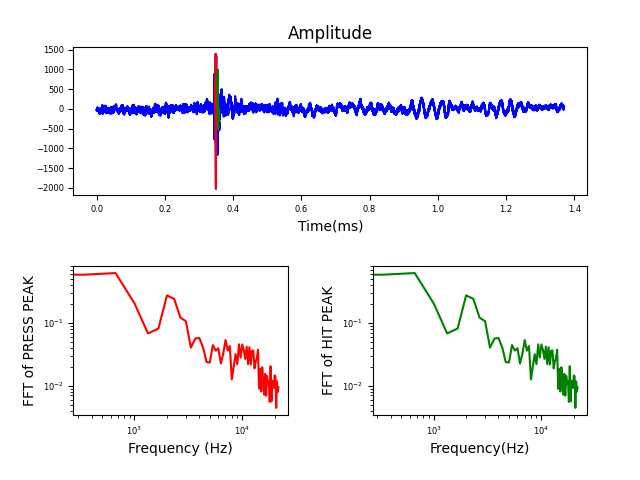 Amplitude
1500
1000
500
0
−500
−1000
−1500
−2000
0.0 0.2 0.4 0.6 0.8 1.0 1.2 1.4
Time(ms)
FFT of PRESS PEAK
10⁻¹
10⁻²
10³ 10⁴
Frequency (Hz)
FFT of HIT PEAK
10⁻¹
10⁻²
10³ 10⁴
Frequency(Hz)